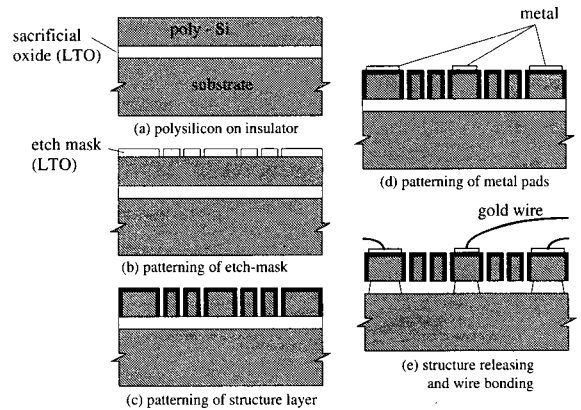 sacrificial
oxide (LTO)
poly - Si
substrate
(a) polysilicon on insulator
etch mask
(LTO)
(b) patterning of etch-mask
(c) patterning of structure layer
metal
(d) patterning of metal pads
gold wire
(e) structure releasing
and wire bonding